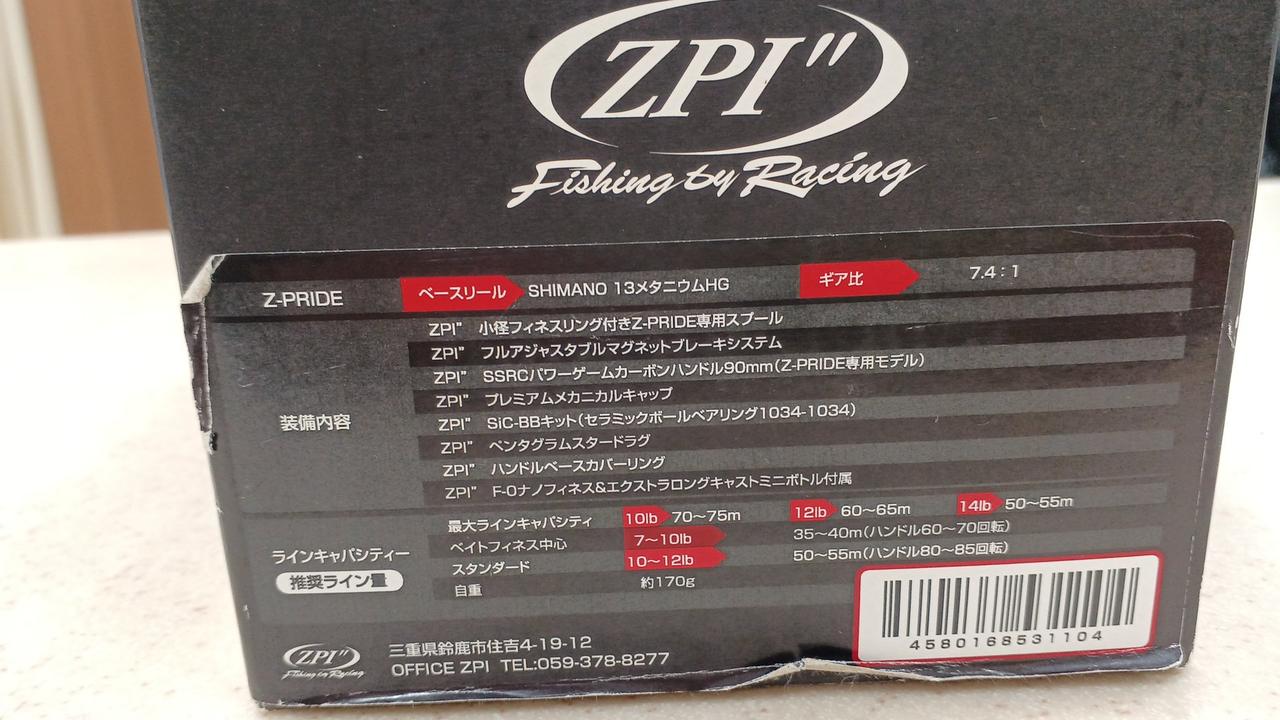 ZPI"
Fishing by Racing
Z-PRIDE ベースリール SHIMANO 13メタニウムHG ギア比 7.4:1
装備内容
ZPI" 小径フィネスリング付きZ-PRIDE専用スプール
ZPI" フルアジャスタブルマグネットブレーキシステム
ZPI" SSRCパワーゲームカーボンハンドル90mm(Z-PRIDE専用モデル)
ZPI" プレミアムメカニカルキャップ
ZPI" SiC-BBキット(セラミックボールベアリング1034-1034)
ZPI" ペンタグラムスタードラグ
ZPI" ハンドルベースカバーリング
ZPI" F-0ナノフィネス&エクストラロングキャストミニボトル付属
ラインキャパシティー
推奨ライン量
最大ラインキャパシティ 10lb 70〜75m 12lb 60〜65m 14lb 50〜55m
ベイトフィネス中心 7〜10lb 35〜40m(ハンドル60〜70回転)
スタンダード 10〜12lb 50〜55m(ハンドル80〜85回転)
自重 約170g
4580168531104
ZPI"
Fishing by Racing
三重県鈴鹿市住吉4-19-12
OFFICE ZPI TEL:059-378-8277